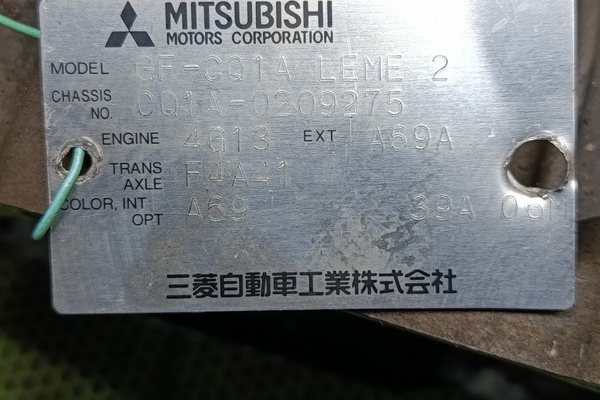 MITSUBISHI
MOTORS CORPORATION
MODEL GF-CQ1A LEME 2
CHASSIS NO. CQ1A-0209275
ENGINE 4G13 EXT A69A
TRANS AXLE F4A41
COLOR, INT OPT A69 39A 06M
三菱自動車工業株式会社